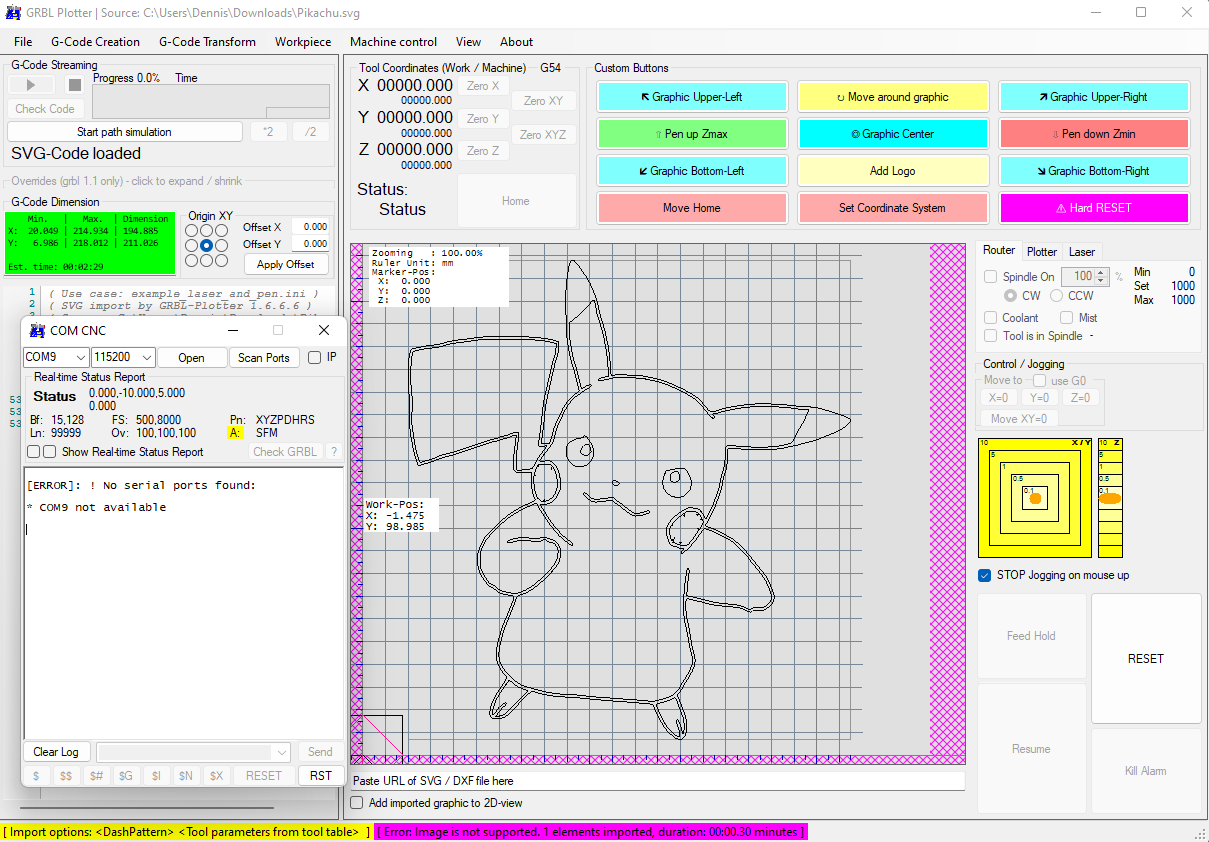 GRBL Plotter | Source: C:\Users\Dennis\Downloads\Pikachu.svg
File G-Code Creation G-Code Transform Workpiece Machine control View About
G-Code Streaming
Progress 0.0% Time
Check Code
Start path simulation *2 /2
SVG-Code loaded
Overrides (grbl 1.1 only) - click to expand / shrink
G-Code Dimension
Min. | Max. | Dimension
X: 20.049 | 214.934 | 194.885
Y: 6.986 | 218.012 | 211.026
Est. time: 00:02:29
Origin XY
Offset X 0.000
Offset Y 0.000
Apply Offset
1 ( Use case: example_laser_and_pen.ini )
2 ( SVG import by GRBL-Plotter 1.6.6.6 )
53
53
53
COM CNC
COM9 115200 Open Scan Ports IP
Real-time Status Report
Status 0.000,-10.000,5.000
0.000
Bf: 15,128 FS: 500,8000 Pn: XYZPDHRS
Ln: 99999 Ov: 100,100,100 A: SFM
Show Real-time Status Report Check GRBL ?
[ERROR]: ! No serial ports found:
* COM9 not available
Clear Log Send
$ $$ $# $G $I $N $X RESET RST
Tool Coordinates (Work / Machine) G54
X 00000.000 Zero X
00000.000 Zero XY
Y 00000.000 Zero Y
00000.000 Zero XYZ
Z 00000.000 Zero Z
00000.000
Status:
Status
Home
Custom Buttons
↖ Graphic Upper-Left ↻ Move around graphic ↗ Graphic Upper-Right
⇧ Pen up Zmax ◎ Graphic Center ⇩ Pen down Zmin
↙ Graphic Bottom-Left Add Logo ↘ Graphic Bottom-Right
Move Home Set Coordinate System ⚠ Hard RESET
Zooming : 100.00%
Ruler Unit: mm
Marker-Pos:
X: 0.000
Y: 0.000
Z: 0.000
Work-Pos:
X: -1.475
Y: 98.985
Paste URL of SVG / DXF file here
Add imported graphic to 2D-view
Router Plotter Laser
Spindle On 100 % Min 0
CW CCW Set 1000
Max 1000
Coolant Mist
Tool is in Spindle -
Control / Jogging
Move to use G0
X=0 Y=0 Z=0
Move XY=0
10 X / Y 10 Z
5 5
1 1
0.5 0.5
0.1 0.1
STOP Jogging on mouse up
Feed Hold
RESET
Resume
Kill Alarm
[ Import options: <DashPattern> <Tool parameters from tool table> ] [ Error: Image is not supported. 1 elements imported, duration: 00:00.30 minutes ]